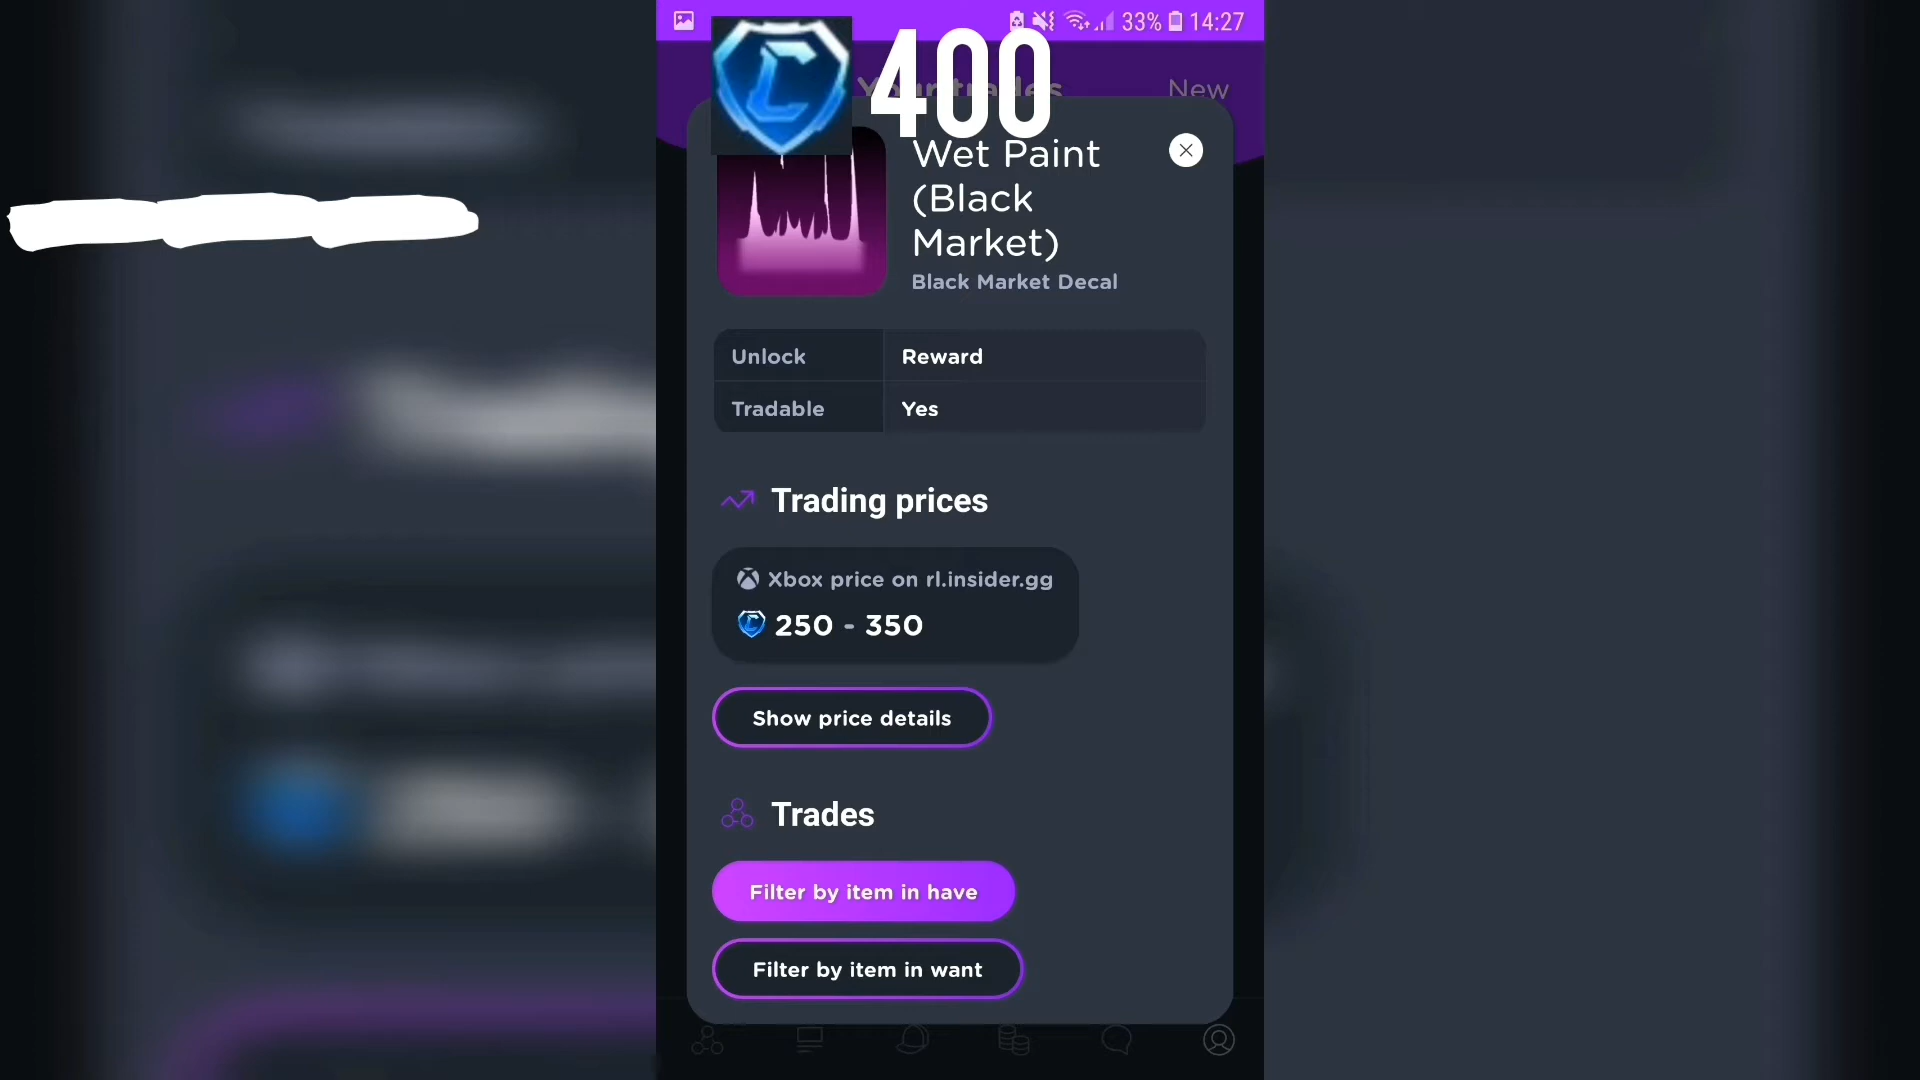 33% 14:27
400
Your trades
New
Wet Paint
(Black
Market)
Black Market Decal
Unlock Reward
Tradable Yes
Trading prices
Xbox price on rl.insider.gg
250 - 350
Show price details
Trades
Filter by item in have
Filter by item in want